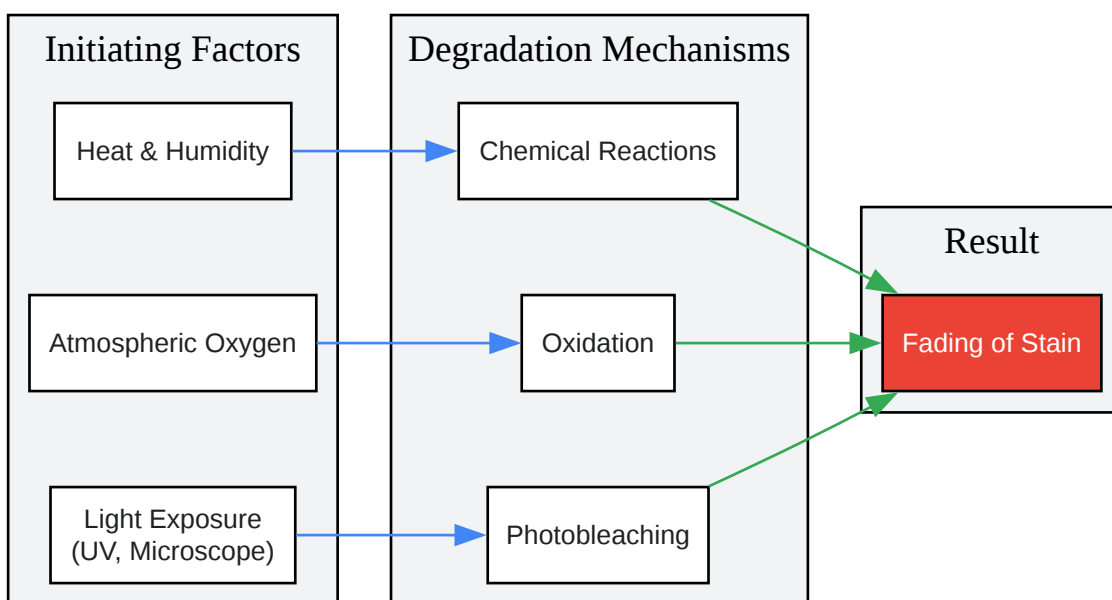 Initiating Factors
Degradation Mechanisms
Heat & Humidity
Chemical Reactions
Result
Atmospheric Oxygen
Oxidation
Fading of Stain
Light Exposure
(UV, Microscope)
Photobleaching